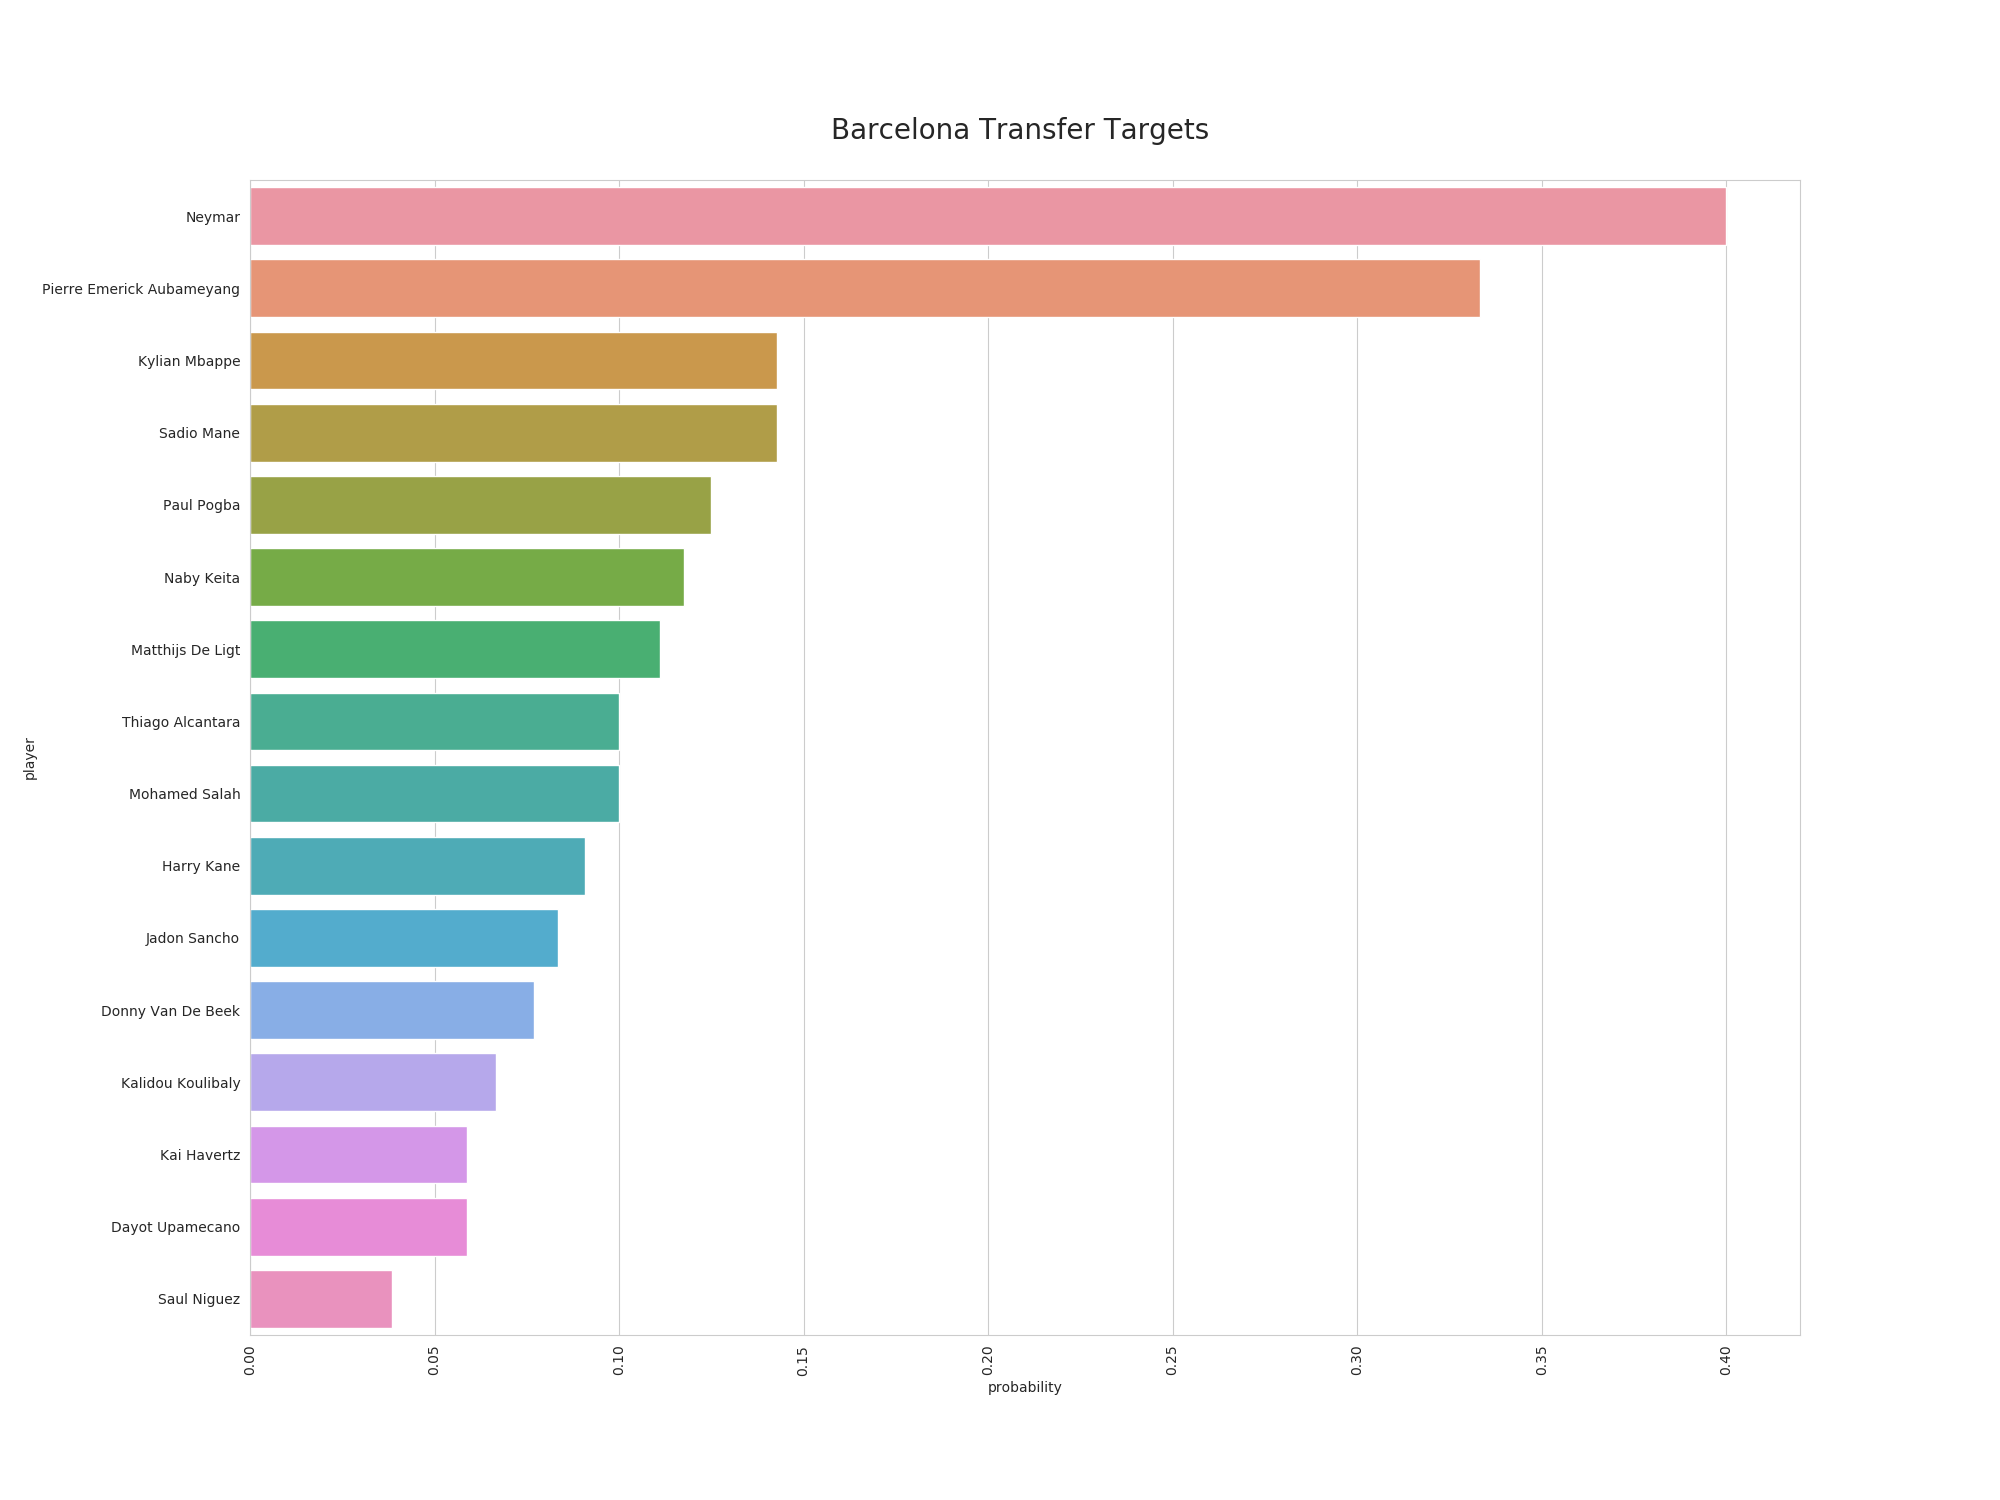 Barcelona Transfer Targets
Neymar
Pierre Emerick Aubameyang
Kylian Mbappe
Sadio Mane
Paul Pogba
Naby Keita
Matthijs De Ligt
Thiago Alcantara
Mohamed Salah
Harry Kane
Jadon Sancho
Donny Van De Beek
Kalidou Koulibaly
Kai Havertz
Dayot Upamecano
Saul Niguez
player
0.00 0.05 0.10 0.15 0.20 0.25 0.30 0.35 0.40
probability